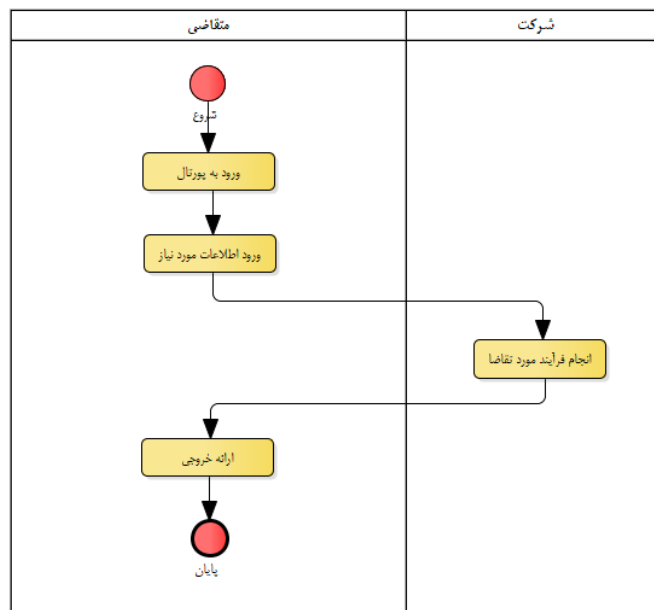 شرکت
متقاضی
شروع
ورود به پورتال
ورود اطلاعات مورد نیاز
انجام فرآیند مورد تقاضا
ارائه خروجی
پایان